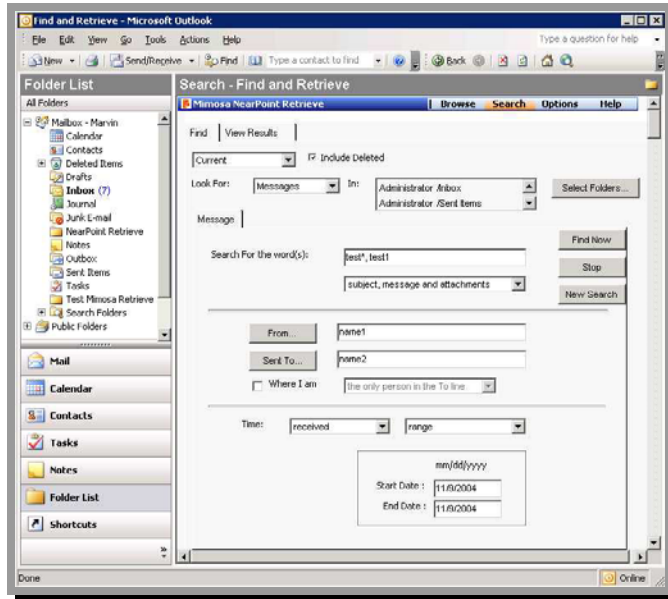 Find and Retrieve - Microsoft Outlook
File Edit View Go Tools Actions Help Type a question for help
New Send/Receive Find Type a contact to find Back
Folder List
All Folders
Mailbox - Marvin
Calendar
Contacts
Deleted Items
Drafts
Inbox (7)
Journal
Junk E-mail
NearPoint Retrieve
Notes
Outbox
Sent Items
Tasks
Test Mimosa Retrieve
Search Folders
Public Folders
Mail
Calendar
Contacts
Tasks
Notes
Folder List
Shortcuts
Search - Find and Retrieve
Mimosa NearPoint Retrieve Browse Search Options Help
Find View Results
Current Include Deleted
Look For: Messages In: Administrator /Inbox Select Folders...
Administrator /Sent Items
Message
Find Now
Search For the word(s): test*, test1
Stop
subject, message and attachments
New Search
From... name1
Sent To... name2
Where I am the only person in the To line
Time: received range
mm/dd/yyyy
Start Date : 11/9/2004
End Date : 11/9/2004
Done Online